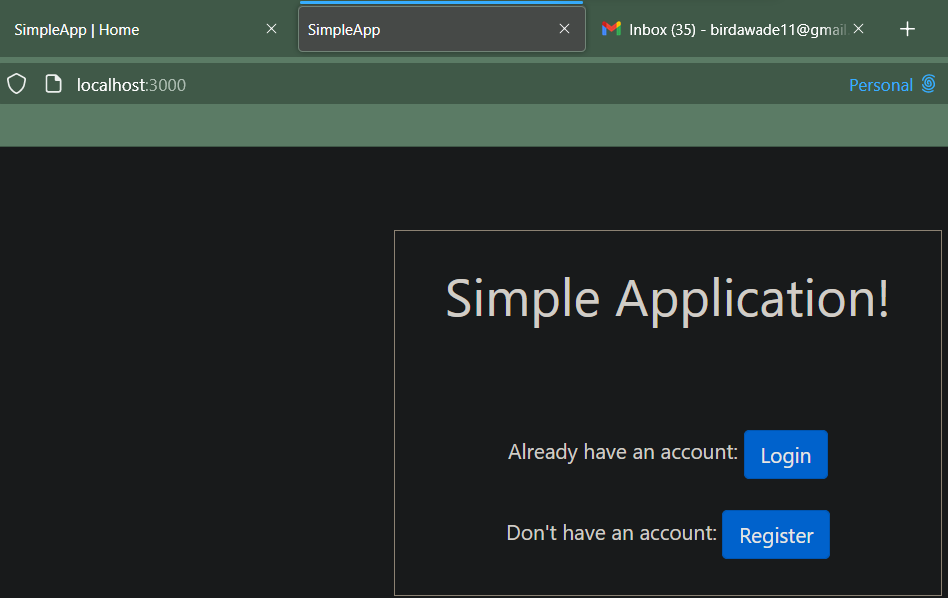 SimpleApp | Home
SimpleApp
Inbox (35) - birdawade11@gmail
localhost:3000
Personal
Simple Application!
Already have an account: Login
Don't have an account: Register